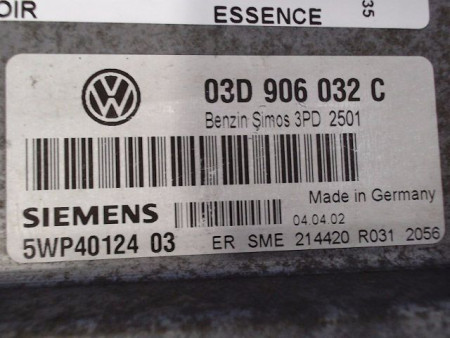 OIR ESSENCE 35
03D 906 032 C
Benzin Şimos 3PD 2501
Made in Germany
SIEMENS 04.04.02
5WP40124 03 ER SME 214420 R031 2056